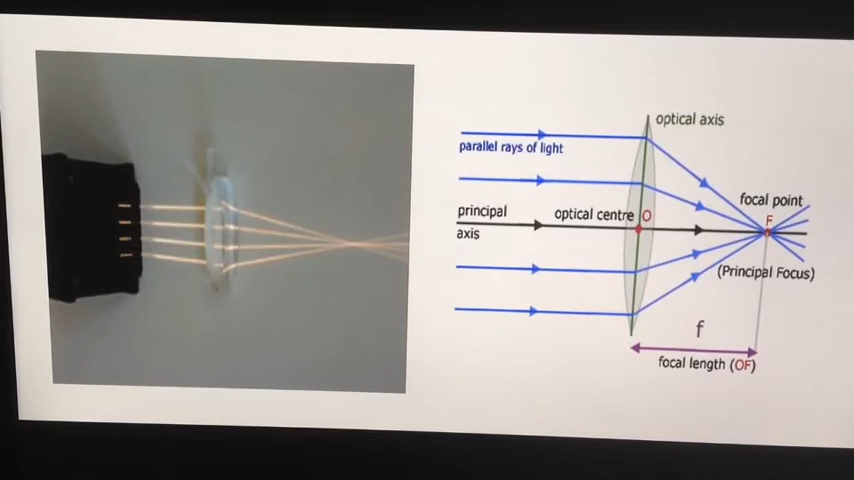 optical axis
parallel rays of light
focal point
principal
optical centre O
F
axis
(Principal Focus)
f
focal length (OF)